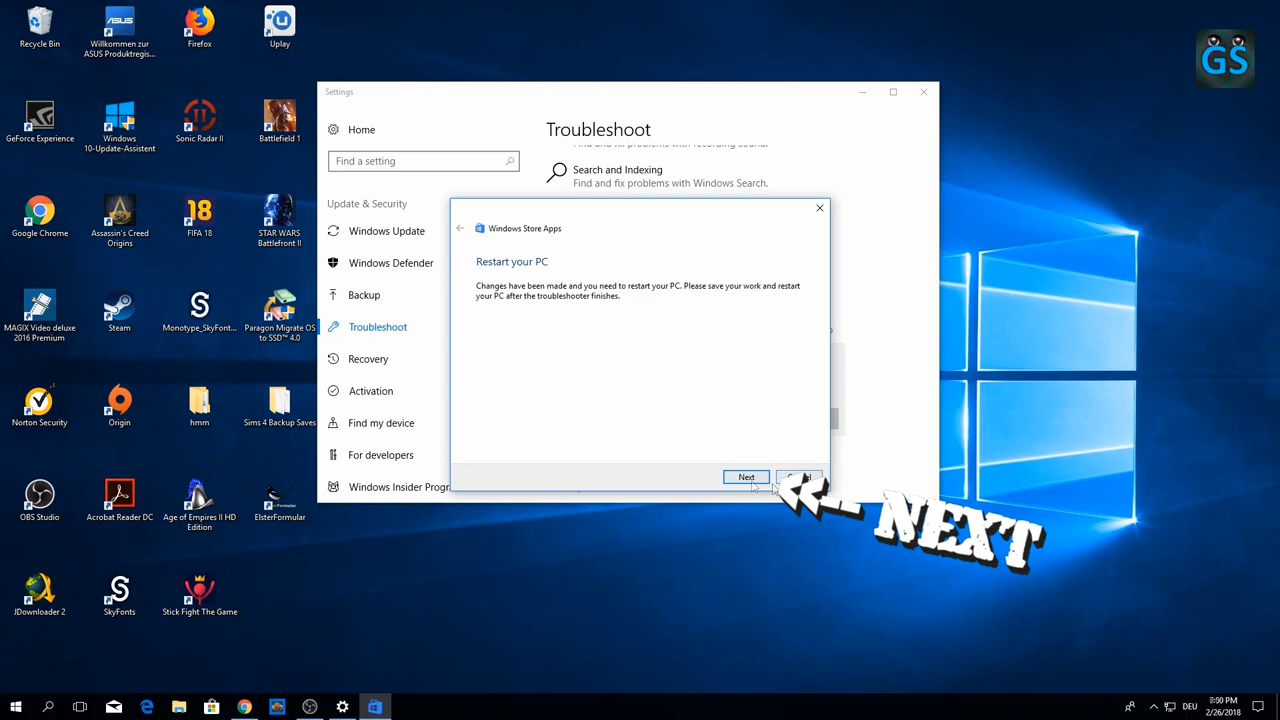 Recycle Bin
Willkommen zur
ASUS Produktregis...
Firefox
Uplay
GS
GeForce Experience
Windows
10-Update-Assistent
Sonic Radar II
Battlefield 1
Google Chrome
Assassin's Creed
Origins
FIFA 18
STAR WARS
Battlefront II
MAGIX Video deluxe
2016 Premium
Steam
Monotype_SkyFont...
Paragon Migrate OS
to SSD™ 4.0
Norton Security
Origin
hmm
Sims 4 Backup Saves
OBS Studio
Acrobat Reader DC
Age of Empires II HD
Edition
ElsterFormular
JDownloader 2
SkyFonts
Stick Fight The Game
Settings
Home
Find a setting
Update & Security
Windows Update
Windows Defender
Backup
Troubleshoot
Recovery
Activation
Find my device
For developers
Windows Insider Progr
Troubleshoot
Find and fix problems with recording sound.
Search and Indexing
Find and fix problems with Windows Search.
Windows Store Apps
Restart your PC
Changes have been made and you need to restart your PC. Please save your work and restart
your PC after the troubleshooter finishes.
Next
NEXT
DEU
8:00 PM
2/26/2018